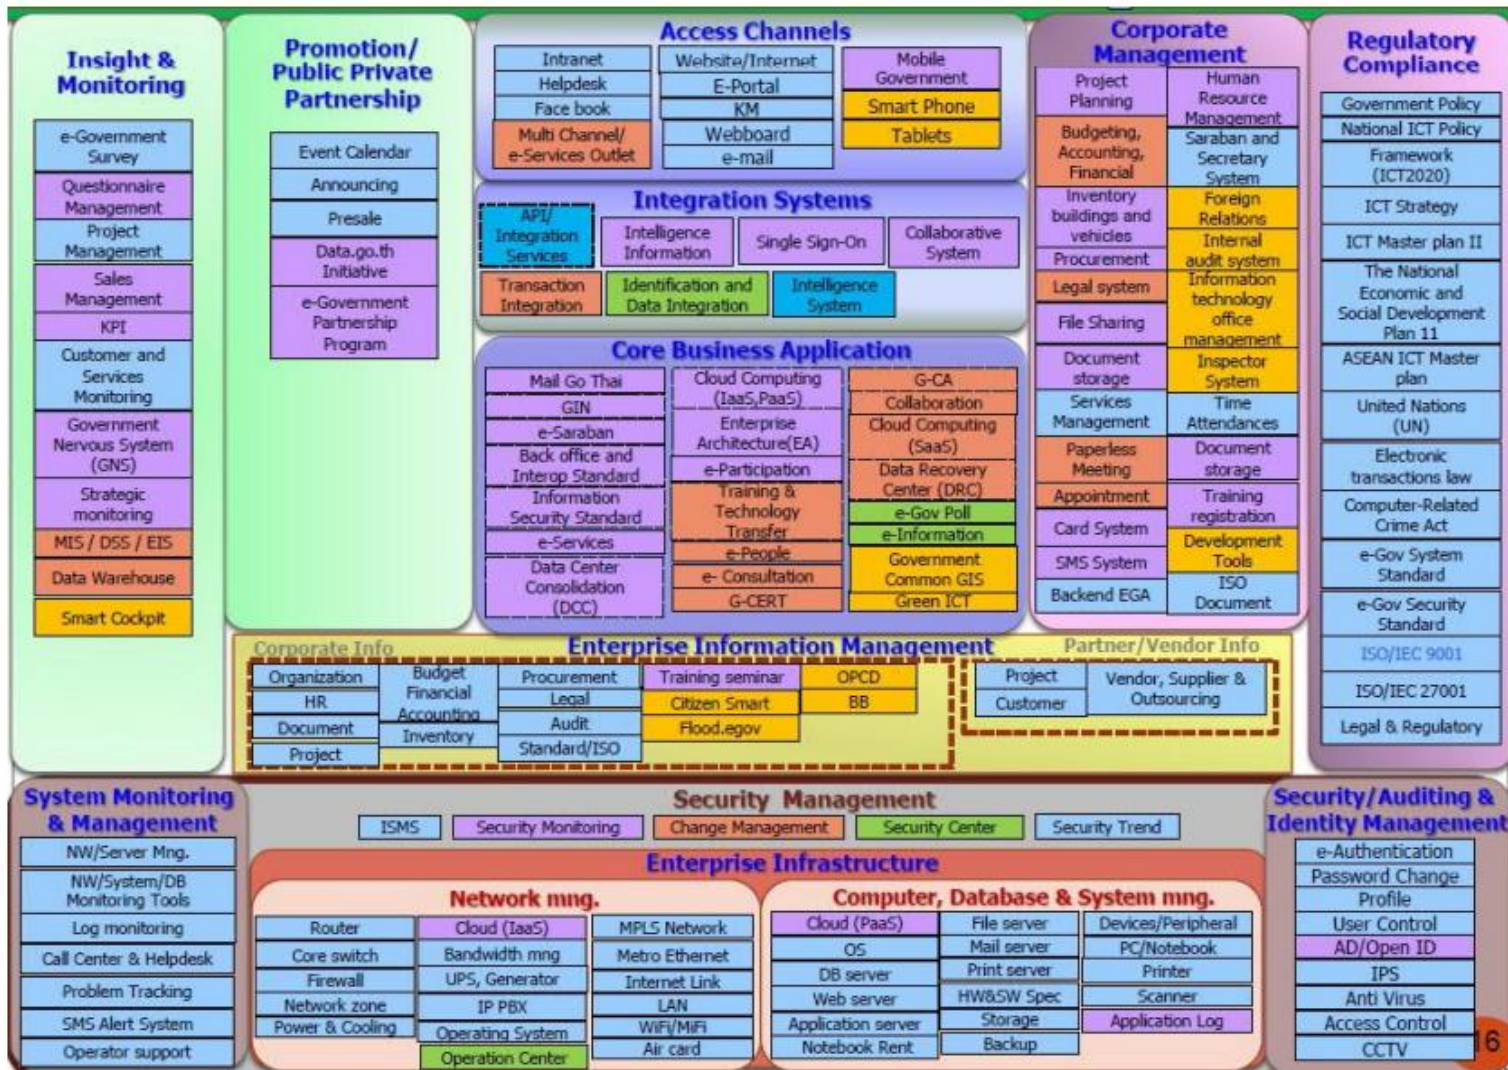 Insight &
Monitoring
e-Government
Survey
Questionnaire
Management
Project
Management
Sales
Management
KPI
Customer and
Services
Monitoring
Government
Nervous System
(GNS)
Strategic
monitoring
MIS / DSS / EIS
Data Warehouse
Smart Cockpit
Promotion/
Public Private
Partnership
Event Calendar
Announcing
Presale
Data.go.th
Initiative
e-Government
Partnership
Program
Access Channels
Intranet
Helpdesk
Face book
Multi Channel/
e-Services Outlet
Website/Internet
E-Portal
KM
Webboard
e-mail
Mobile
Government
Smart Phone
Tablets
Integration Systems
API/
Integration
Services
Intelligence
Information
Single Sign-On
Collaborative
System
Transaction
Integration
Identification and
Data Integration
Intelligence
System
Core Business Application
Mail Go Thai
GIN
e-Saraban
Back office and
Interop Standard
Information
Security Standard
e-Services
Data Center
Consolidation
(DCC)
Cloud Computing
(IaaS,PaaS)
Enterprise
Architecture(EA)
e-Participation
Training &
Technology
Transfer
e-People
e- Consultation
G-CERT
G-CA
Collaboration
Cloud Computing
(SaaS)
Data Recovery
Center (DRC)
e-Gov Poll
e-Information
Government
Common GIS
Green ICT
Corporate
Management
Project
Planning
Budgeting,
Accounting,
Financial
Inventory
buildings and
vehicles
Procurement
Legal system
File Sharing
Document
storage
Services
Management
Paperless
Meeting
Appointment
Card System
SMS System
Backend EGA
Human
Resource
Management
Saraban and
Secretary
System
Foreign
Relations
Internal
audit system
Information
technology
office
management
Inspector
System
Time
Attendances
Document
storage
Training
registration
Development
Tools
ISO
Document
Regulatory
Compliance
Government Policy
National ICT Policy
Framework
(ICT2020)
ICT Strategy
ICT Master plan II
The National
Economic and
Social Development
Plan 11
ASEAN ICT Master
plan
United Nations
(UN)
Electronic
transactions law
Computer-Related
Crime Act
e-Gov System
Standard
e-Gov Security
Standard
ISO/IEC 9001
ISO/IEC 27001
Legal & Regulatory
Enterprise Information Management
Corporate Info
Organization
HR
Document
Project
Budget
Financial
Accounting
Inventory
Procurement
Legal
Audit
Standard/ISO
Training seminar
Citizen Smart
Flood.egov
OPCD
BB
Partner/Vendor Info
Project
Customer
Vendor, Supplier &
Outsourcing
System Monitoring
& Management
NW/Server Mng.
NW/System/DB
Monitoring Tools
Log monitoring
Call Center & Helpdesk
Problem Tracking
SMS Alert System
Operator support
Security Management
ISMS
Security Monitoring
Change Management
Security Center
Security Trend
Enterprise Infrastructure
Network mng.
Router
Core switch
Firewall
Network zone
Power & Cooling
Cloud (IaaS)
Bandwidth mng
UPS, Generator
IP PBX
Operating System
Operation Center
MPLS Network
Metro Ethernet
Internet Link
LAN
WiFi/MiFi
Air card
Computer, Database & System mng.
Cloud (PaaS)
OS
DB server
Web server
Application server
Notebook Rent
File server
Mail server
Print server
HW&SW Spec
Storage
Backup
Devices/Peripheral
PC/Notebook
Printer
Scanner
Application Log
Security/Auditing &
Identity Management
e-Authentication
Password Change
Profile
User Control
AD/Open ID
IPS
Anti Virus
Access Control
CCTV
16